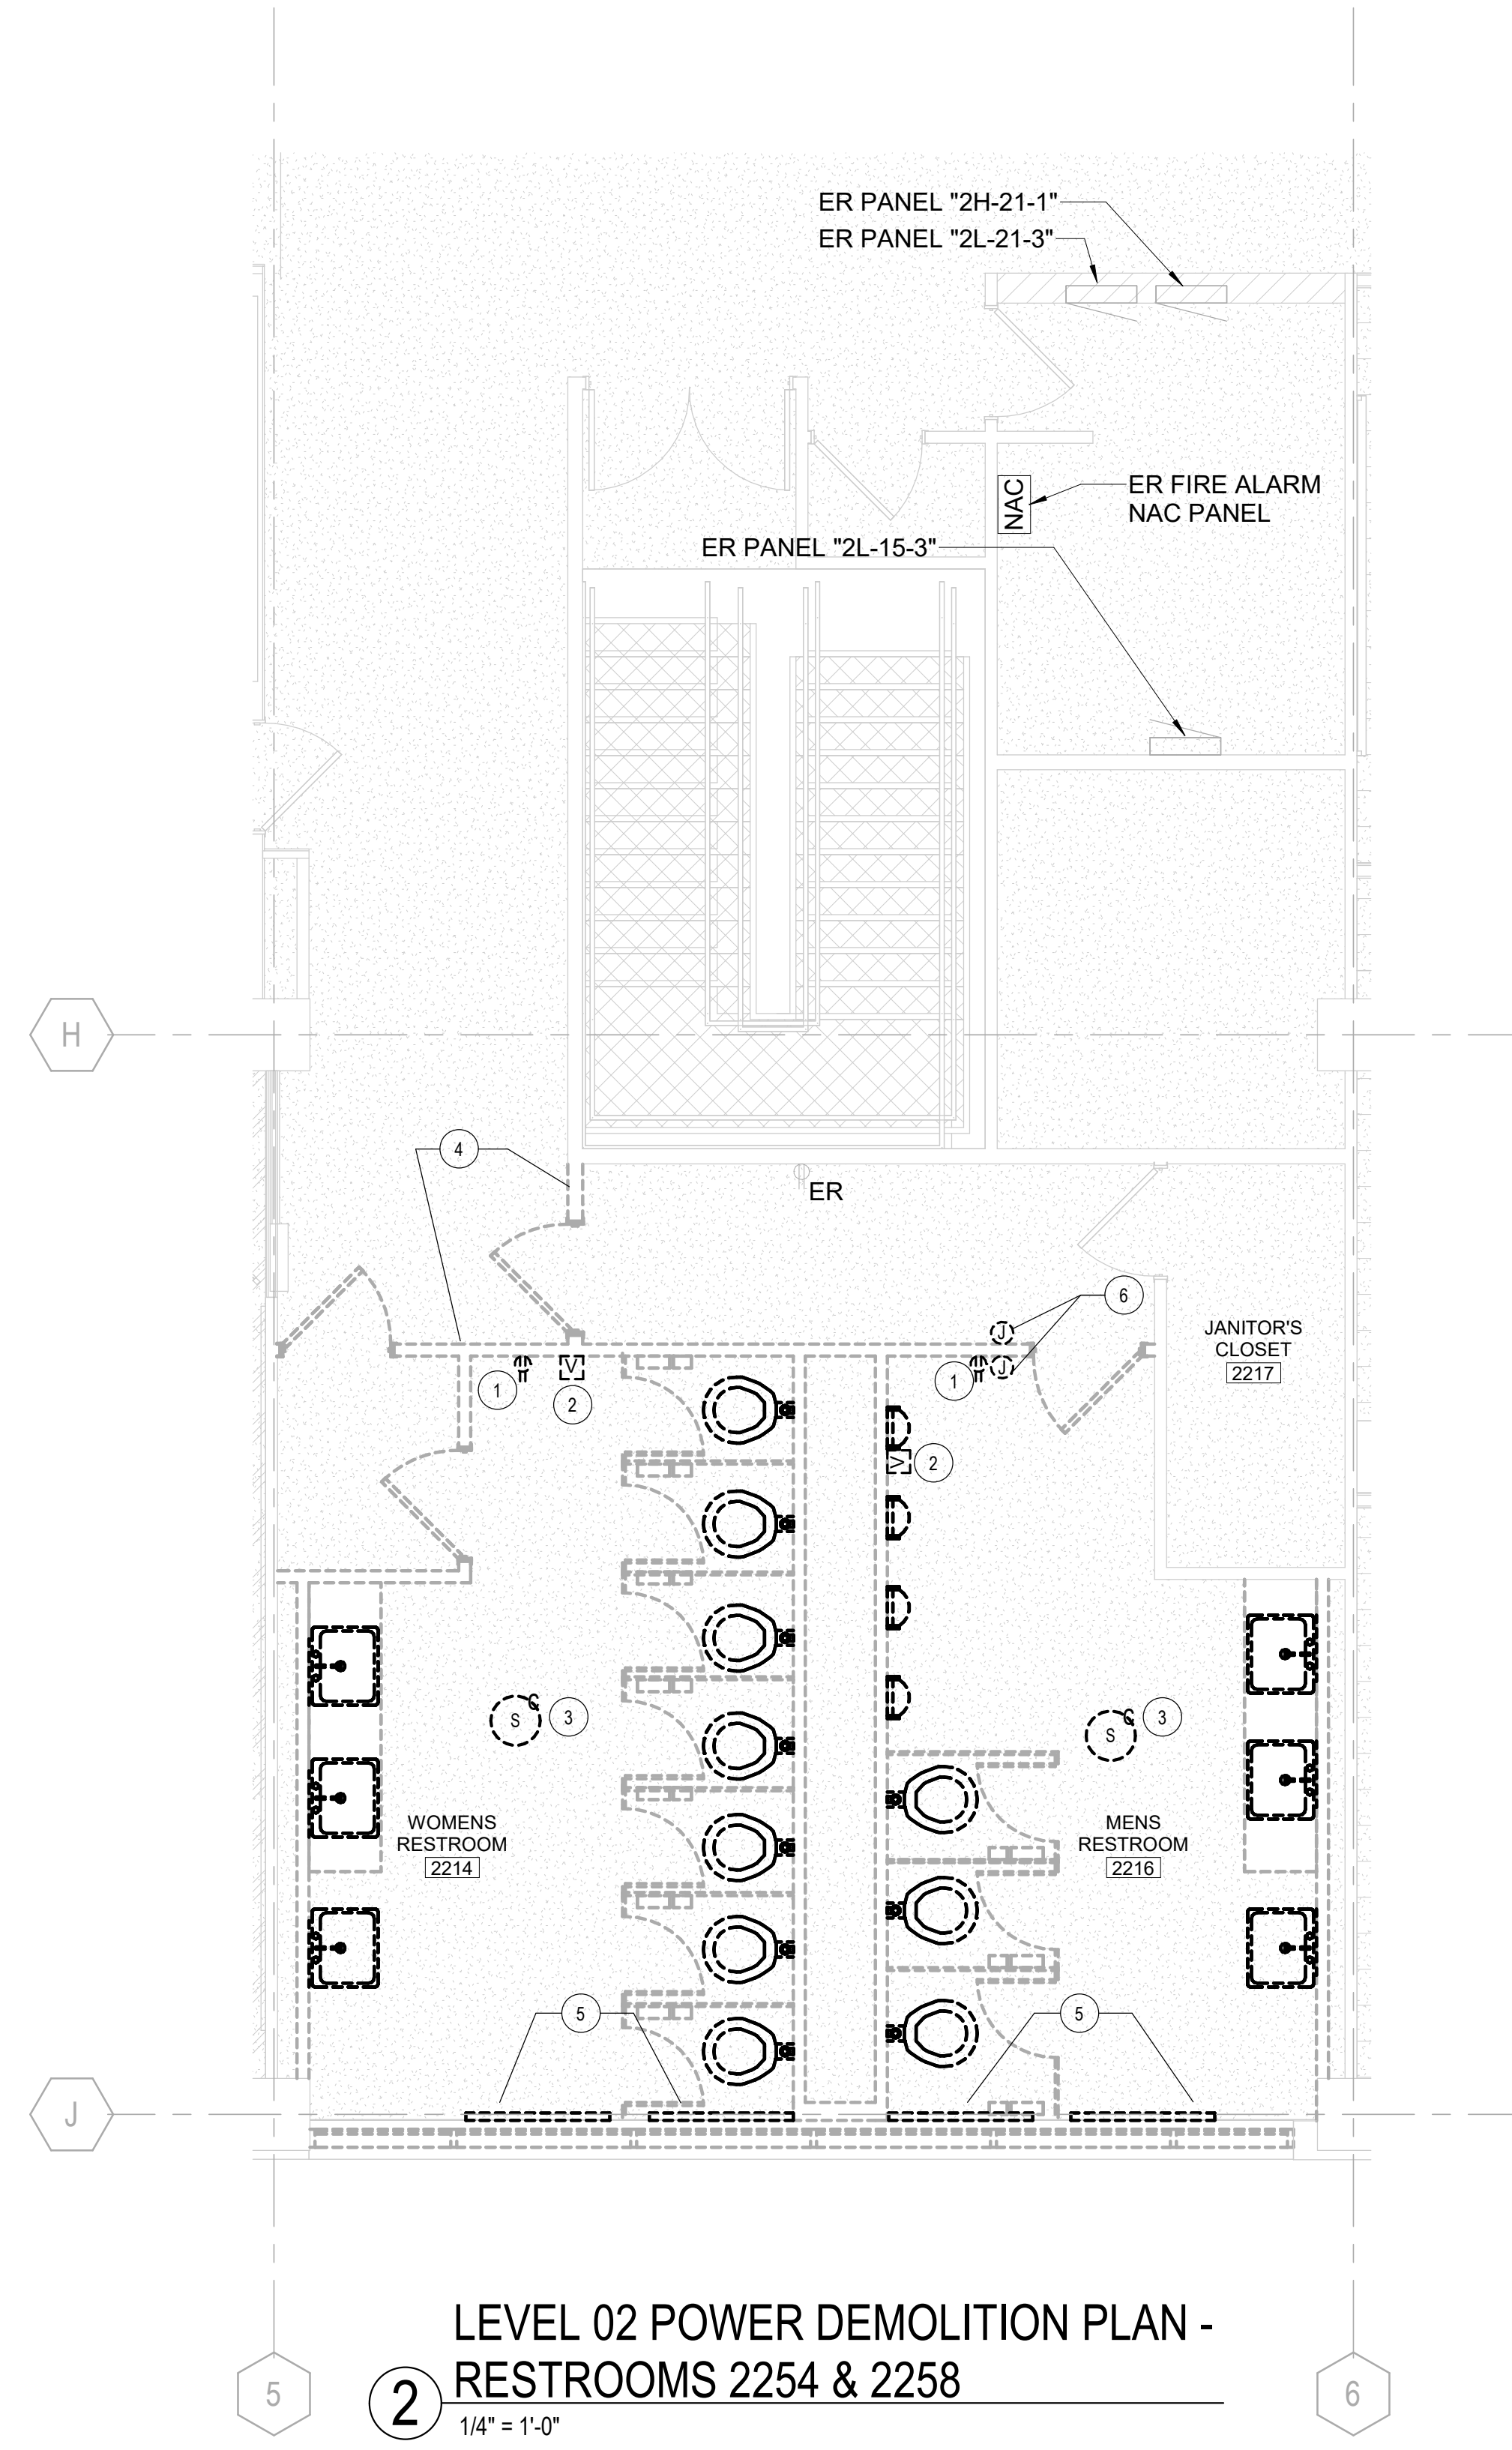 ER PANEL "2H-21-1"
ER PANEL "2L-21-3"
NAC
ER FIRE ALARM
NAC PANEL
ER PANEL "2L-15-3"
H
4
ER
6
J
JANITOR'S
CLOSET
2217
1
V
2
1
J
V
2
S
3
S
3
WOMENS
RESTROOM
2214
MENS
RESTROOM
2216
5
5
J
LEVEL 02 POWER DEMOLITION PLAN -
RESTROOMS 2254 & 2258
2
1/4" = 1'-0"
5
6